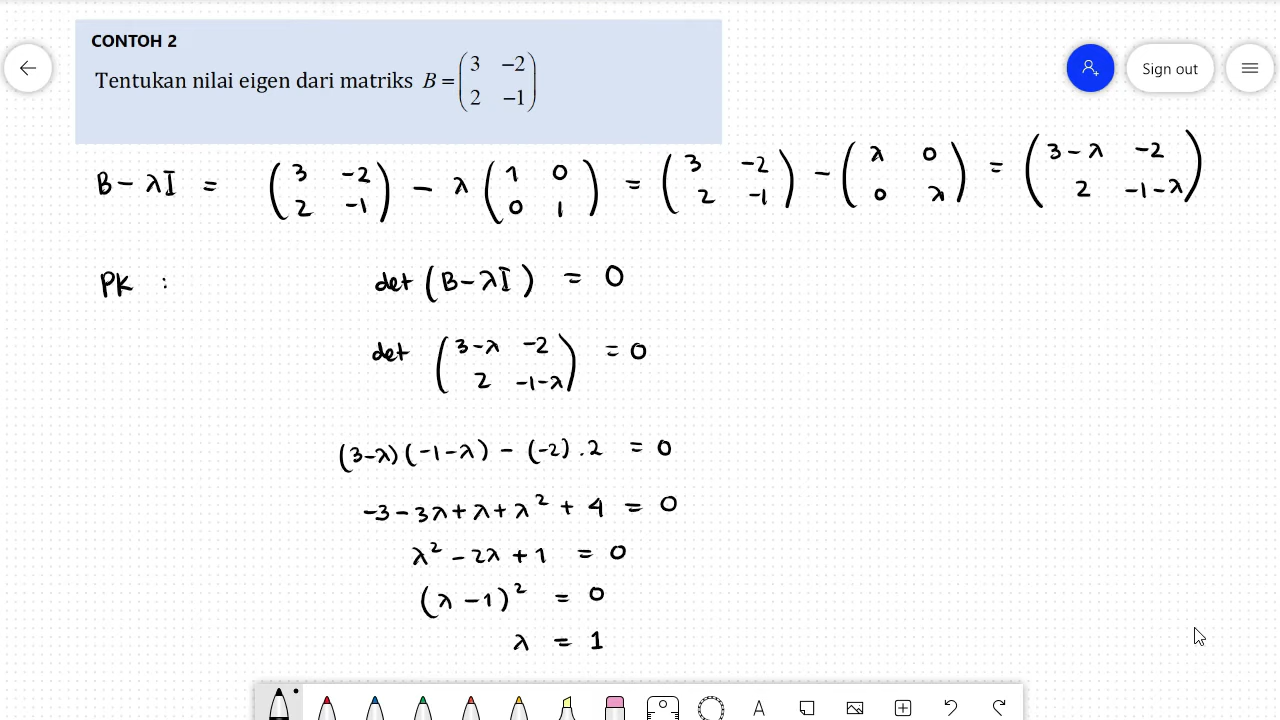 CONTOH 2
Sign out
Tentukan nilai eigen dari matriks B = (3 −2; 2 −1)
B − λI = (3 −2; 2 −1) − λ (1 0; 0 1) = (3 −2; 2 −1) − (λ 0; 0 λ) = (3−λ −2; 2 −1−λ)
PK : det (B − λI) = 0
det (3−λ −2; 2 −1−λ) = 0
(3−λ)(−1−λ) − (−2) . 2 = 0
−3 − 3λ + λ + λ² + 4 = 0
λ² − 2λ + 1 = 0
(λ − 1)² = 0
λ = 1
A